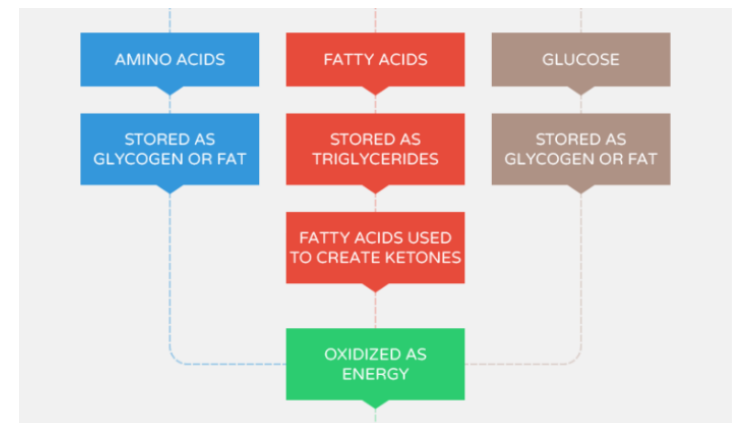 AMINO ACIDS
FATTY ACIDS
GLUCOSE
STORED AS
GLYCOGEN OR FAT
STORED AS
TRIGLYCERIDES
STORED AS
GLYCOGEN OR FAT
FATTY ACIDS USED
TO CREATE KETONES
OXIDIZED AS
ENERGY